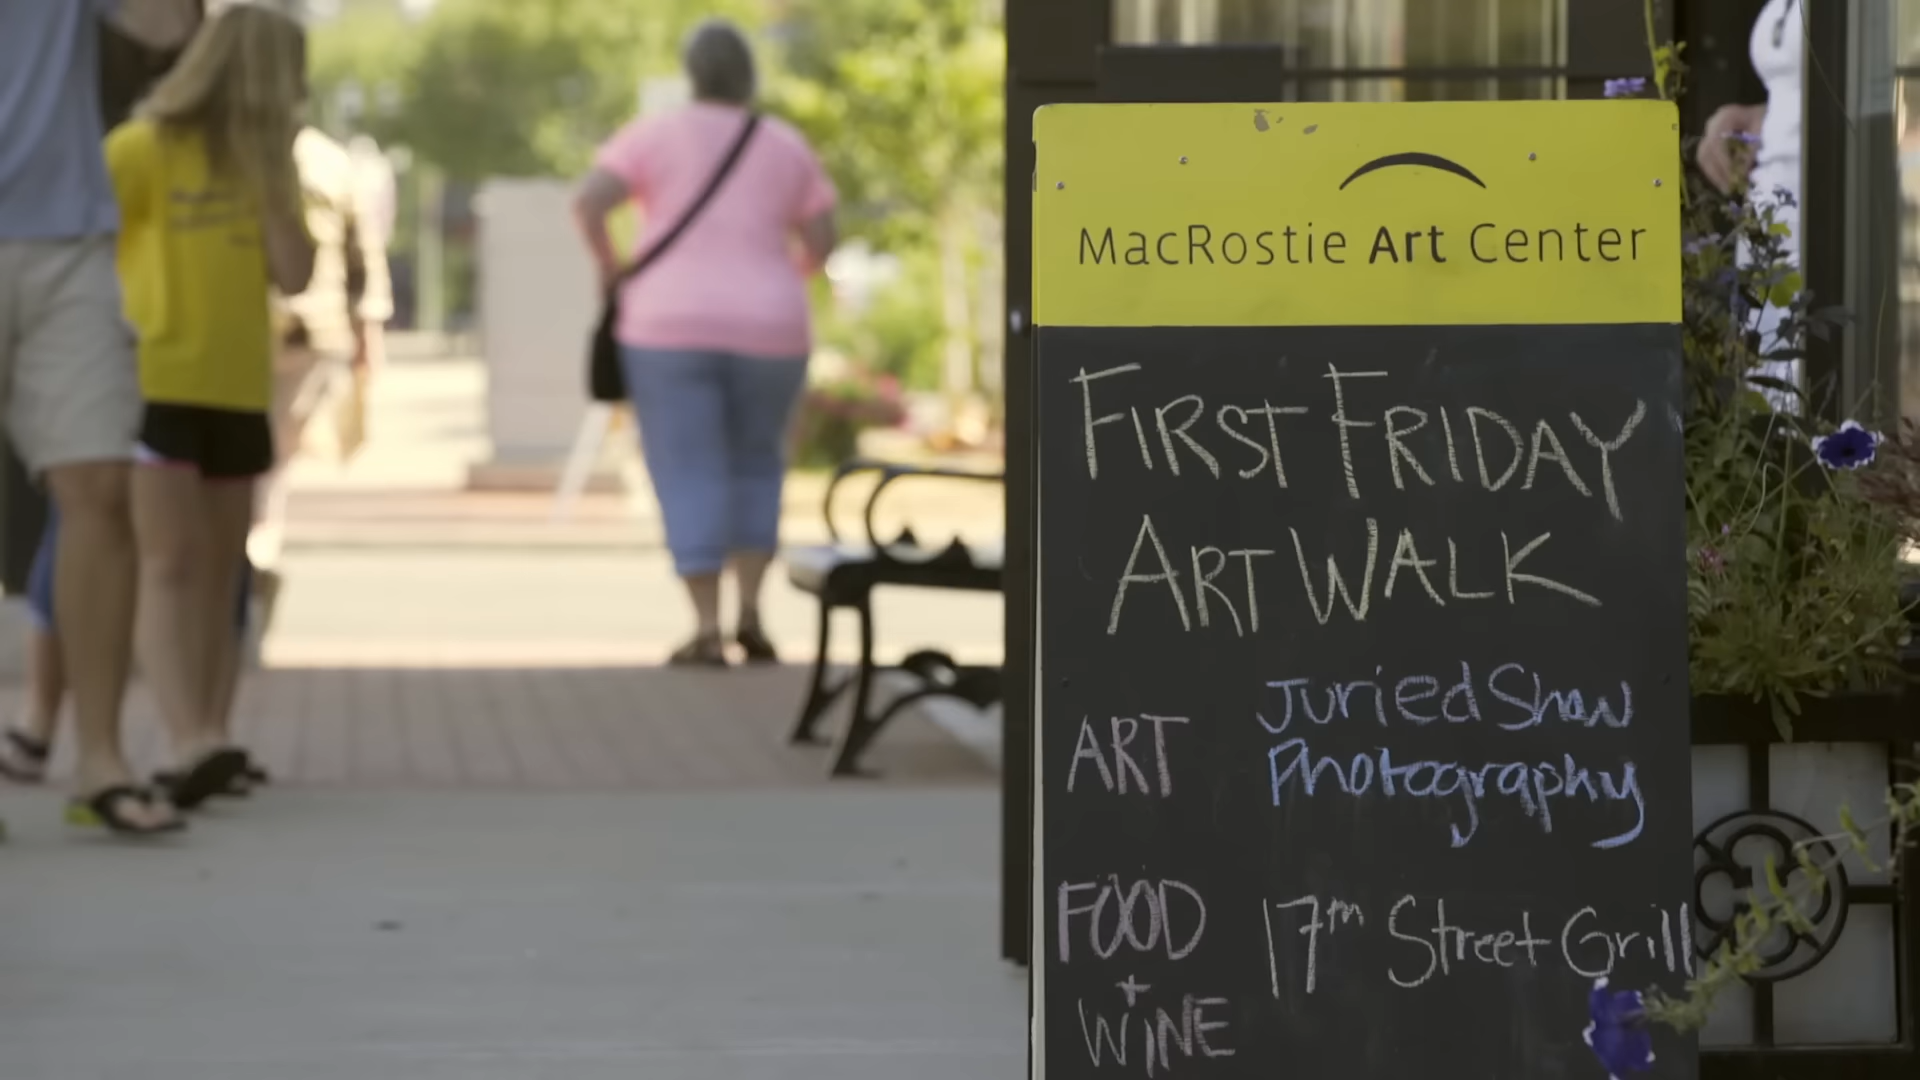 MacRostie Art Center
FIRST FRIDAY
ART WALK
ART
Juried Show
Photography
FOOD
+
WINE
17th Street Grill